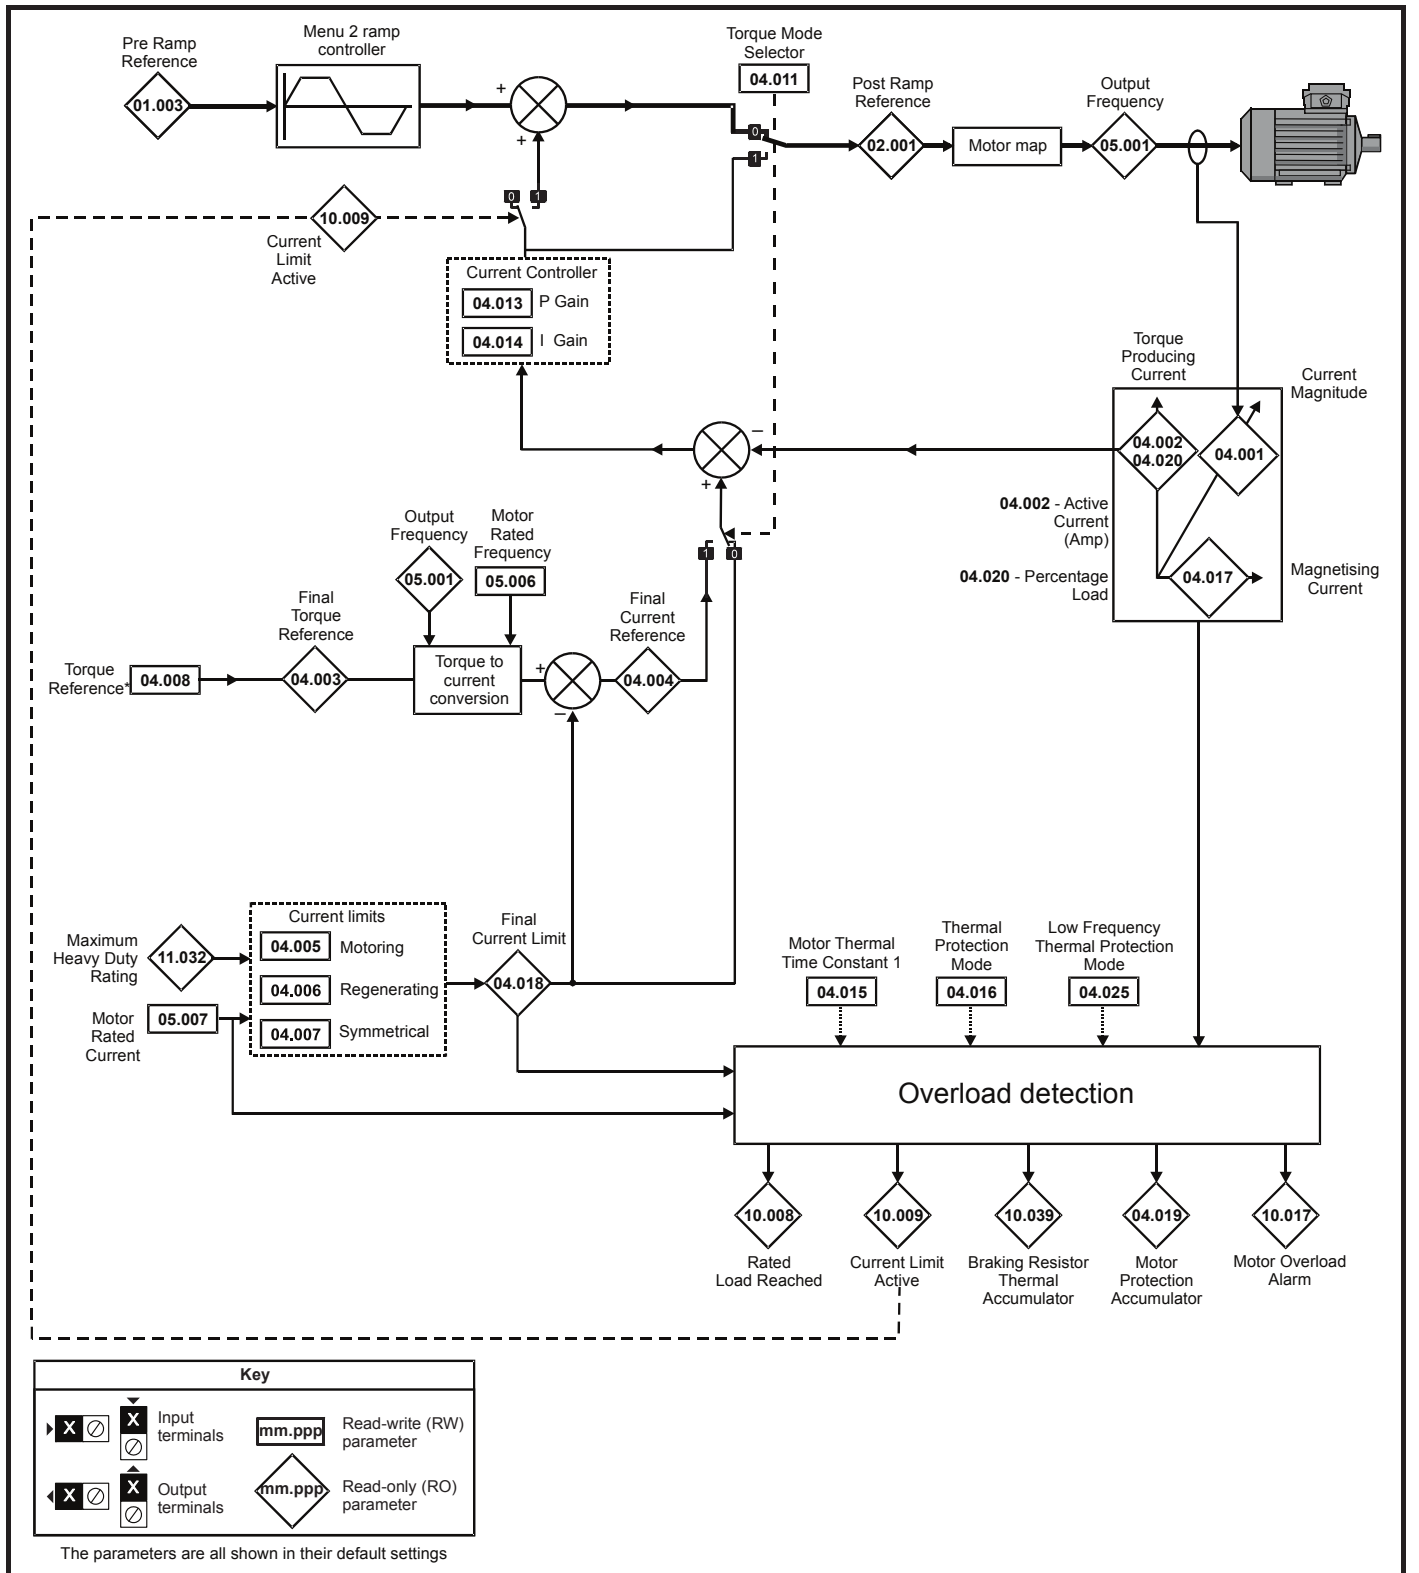 Pre Ramp
Reference
01.003
Menu 2 ramp
controller
+
+
Torque Mode
Selector
04.011
0
1
Post Ramp
Reference
02.001
Motor map
Output
Frequency
05.001
0 1
10.009
Current
Limit
Active
Current Controller
04.013 P Gain
04.014 I Gain
Torque
Producing
Current
Current
Magnitude
04.002
04.020
04.001
–
+
04.002 - Active
Current
(Amp)
04.020 - Percentage
Load
04.017
Magnetising
Current
Output
Frequency
05.001
Motor
Rated
Frequency
05.006
1 0
Final
Torque
Reference
Final
Current
Reference
Torque
Reference*
04.008
04.003
Torque to
current
conversion
+
–
04.004
Maximum
Heavy Duty
Rating
11.032
Motor
Rated
Current
05.007
Current limits
04.005 Motoring
04.006 Regenerating
04.007 Symmetrical
Final
Current Limit
04.018
Motor Thermal
Time Constant 1
04.015
Thermal
Protection
Mode
04.016
Low Frequency
Thermal Protection
Mode
04.025
Overload detection
10.008
Rated
Load Reached
10.009
Current Limit
Active
10.039
Braking Resistor
Thermal
Accumulator
04.019
Motor
Protection
Accumulator
10.017
Motor Overload
Alarm
Key
X
X
Input
terminals
mm.ppp
Read-write (RW)
parameter
X
X
Output
terminals
mm.ppp
Read-only (RO)
parameter
The parameters are all shown in their default settings